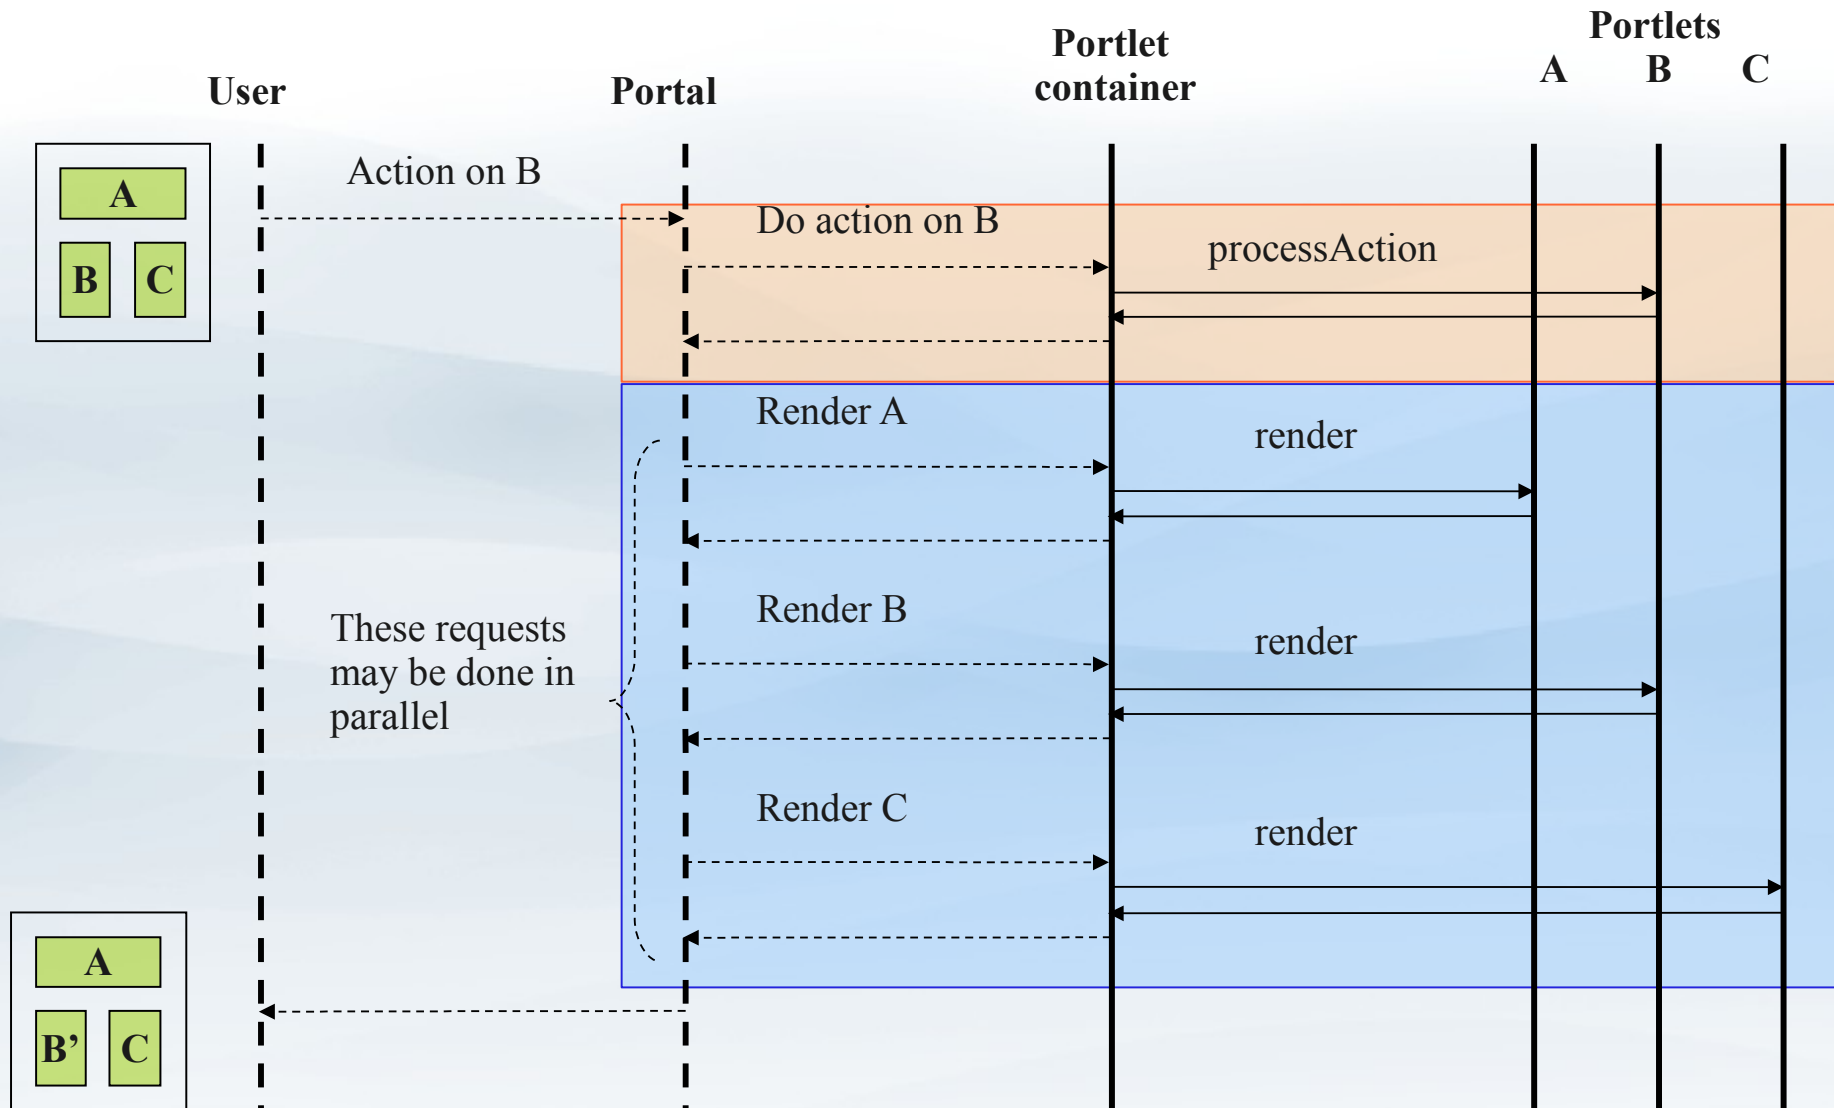 Portlets
Portlet
container
A B C
User
Portal
Action on B
A
B C
Do action on B
processAction
Render A
render
Render B
render
These requests
may be done in
parallel
Render C
render
A
B’ C